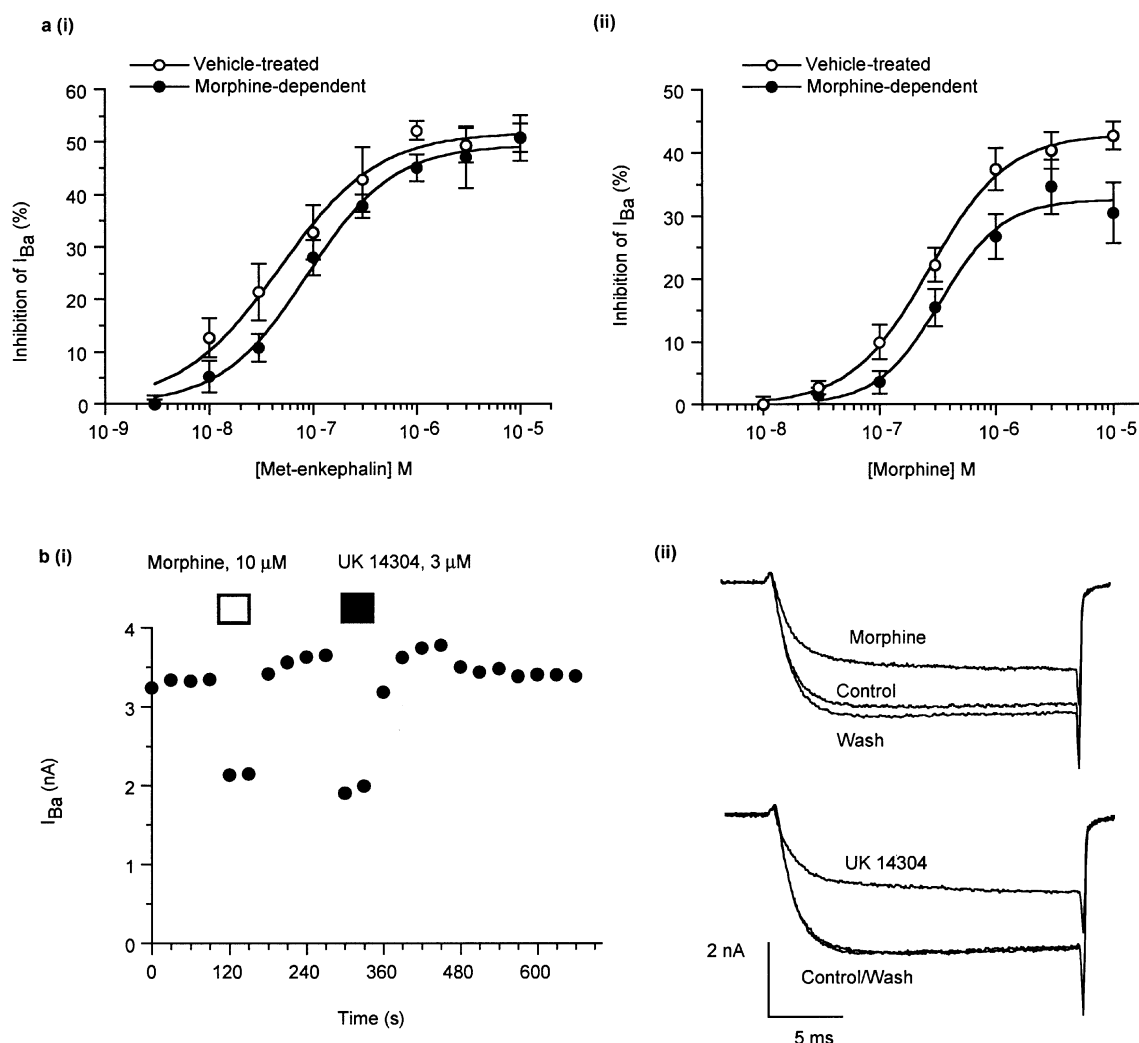 a (i)
Vehicle-treated
Morphine-dependent
60
50
40
30
20
10
0
Inhibition of I Ba (%)
10-9
10-8
10-7
10-6
10-5
[Met-enkephalin] M
(ii)
Vehicle-treated
Morphine-dependent
50
40
30
20
10
0
Inhibition of I Ba (%)
10-8
10-7
10-6
10-5
[Morphine] M
b (i)
Morphine, 10 μM
UK 14304, 3 μM
4
3
2
1
0
I Ba (nA)
0
120
240
360
480
600
Time (s)
(ii)
Morphine
Control
Wash
UK 14304
Control/Wash
2 nA
5 ms